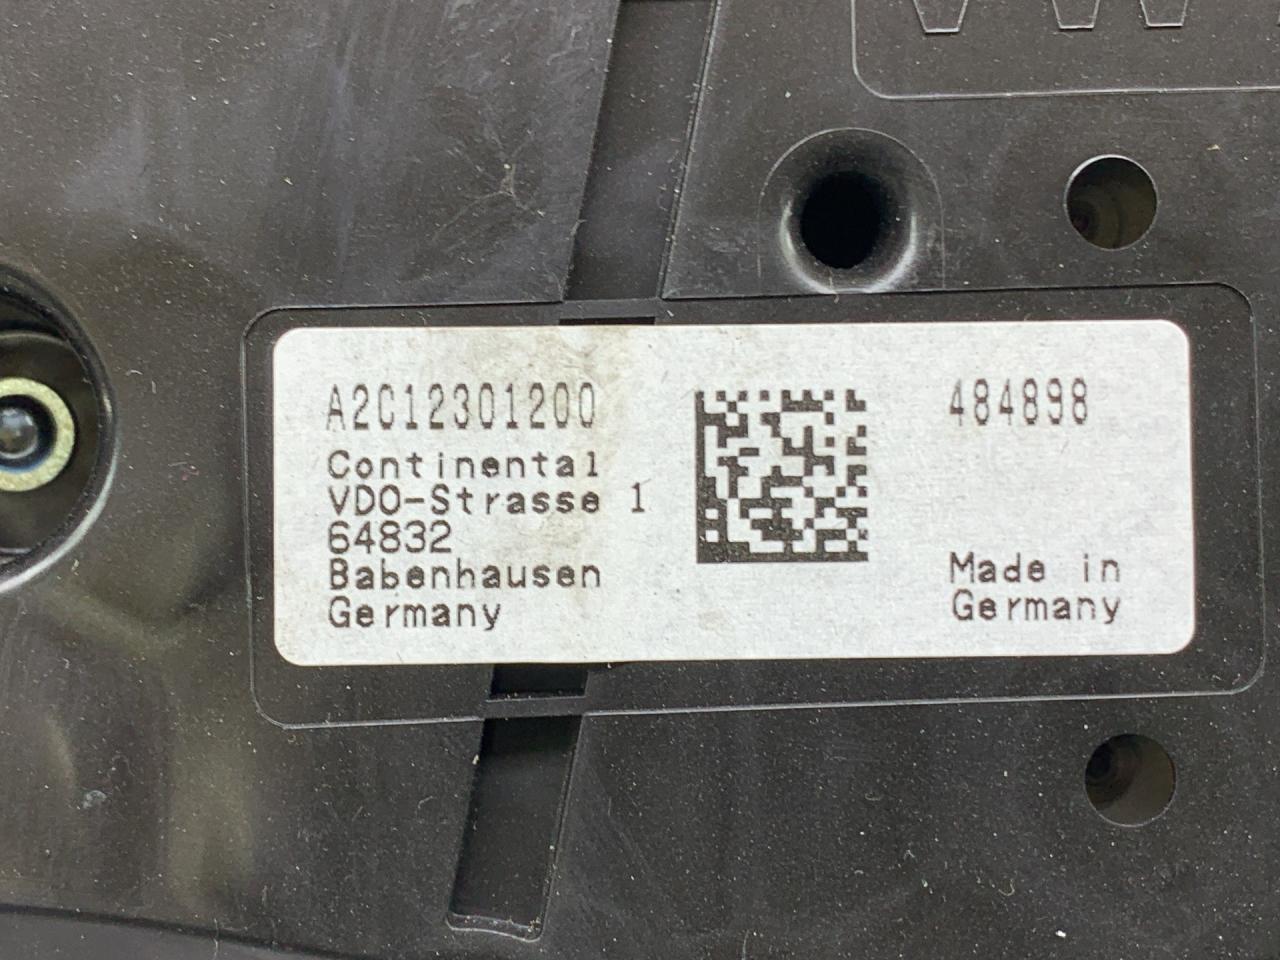 A2C12301200
Continental
VDO-Strasse 1
64832
Babenhausen
Germany
484898
Made in
Germany